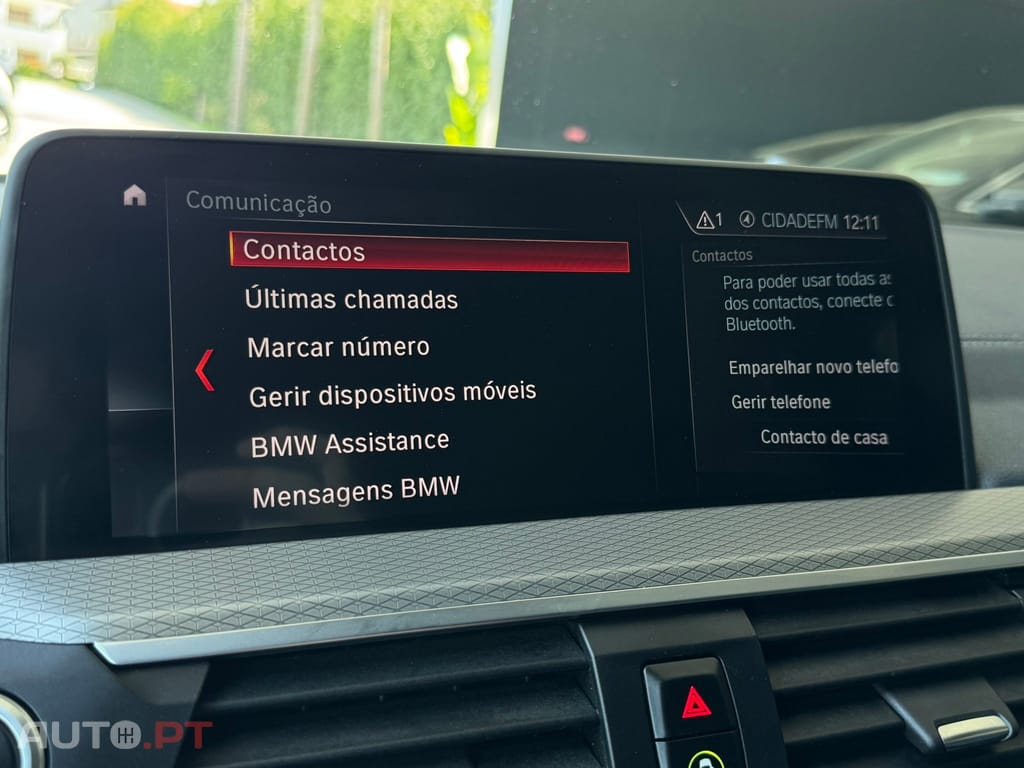 Comunicação
Contactos
Últimas chamadas
Marcar número
Gerir dispositivos móveis
BMW Assistance
Mensagens BMW
1 CIDADEFM 12:11
Contactos
Para poder usar todas as
dos contactos, conecte
Bluetooth.
Emparelhar novo telefo
Gerir telefone
Contacto de casa
AUTO.PT